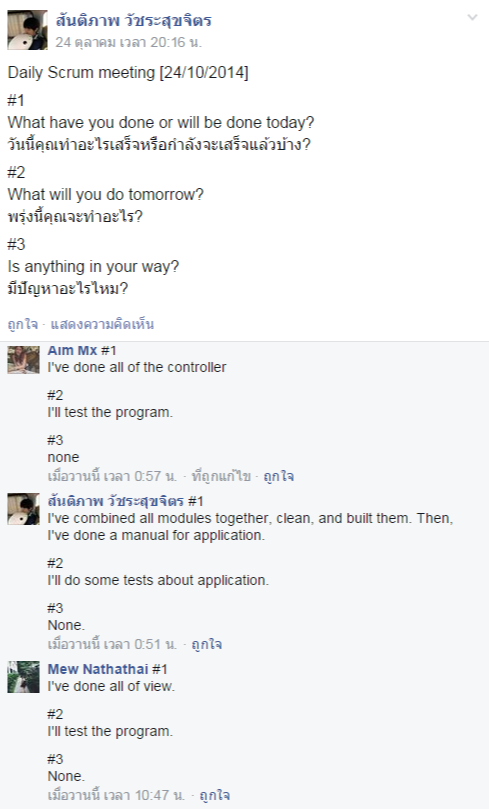 สันติภาพ วัชระสุขจิตร
24 ตุลาคม เวลา 20:16 น.
Daily Scrum meeting [24/10/2014]
#1
What have you done or will be done today?
วันนี้คุณทำอะไรเสร็จหรือกำลังจะเสร็จแล้วบ้าง?
#2
What will you do tomorrow?
พรุ่งนี้คุณจะทำอะไร?
#3
Is anything in your way?
มีปัญหาอะไรไหม?
ถูกใจ · แสดงความคิดเห็น
Aim Mx #1
I've done all of the controller
#2
I'll test the program.
#3
none
เมื่อวานนี้ เวลา 0:57 น. · ที่ถูกแก้ไข · ถูกใจ
สันติภาพ วัชระสุขจิตร #1
I've combined all modules together, clean, and built them. Then,
I've done a manual for application.
#2
I'll do some tests about application.
#3
None.
เมื่อวานนี้ เวลา 0:51 น. · ถูกใจ
Mew Nathathai #1
I've done all of view.
#2
I'll test the program.
#3
None.
เมื่อวานนี้ เวลา 10:47 น. · ถูกใจ